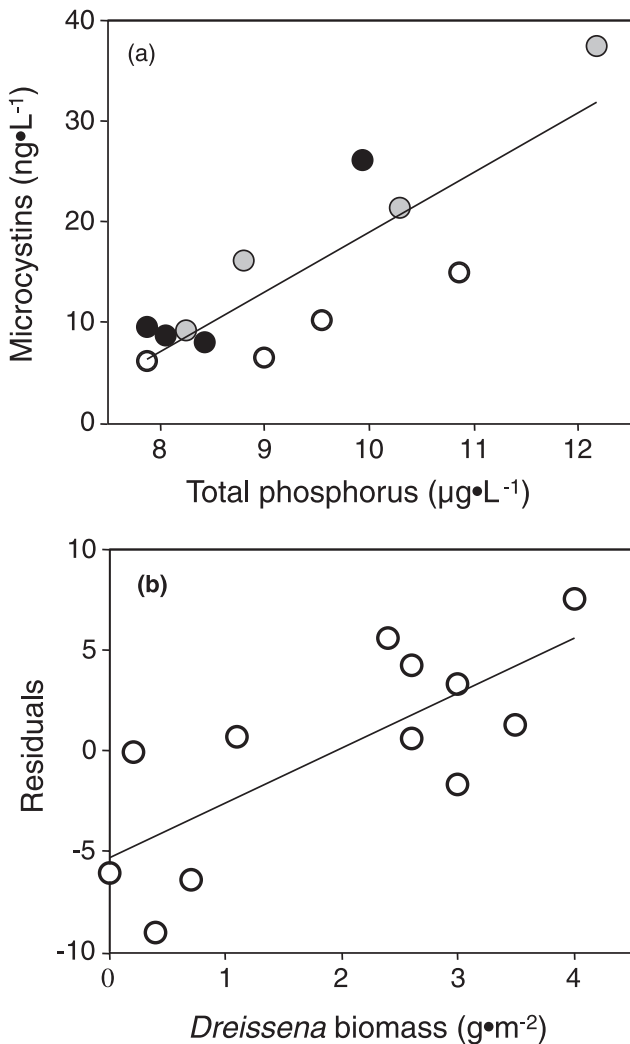 (a)
Microcystins (ng•L⁻¹)
40
30
20
10
0
8 9 10 11 12
Total phosphorus (µg•L⁻¹)
(b)
Residuals
10
5
0
-5
-10
0 1 2 3 4
Dreissena biomass (g•m⁻²)